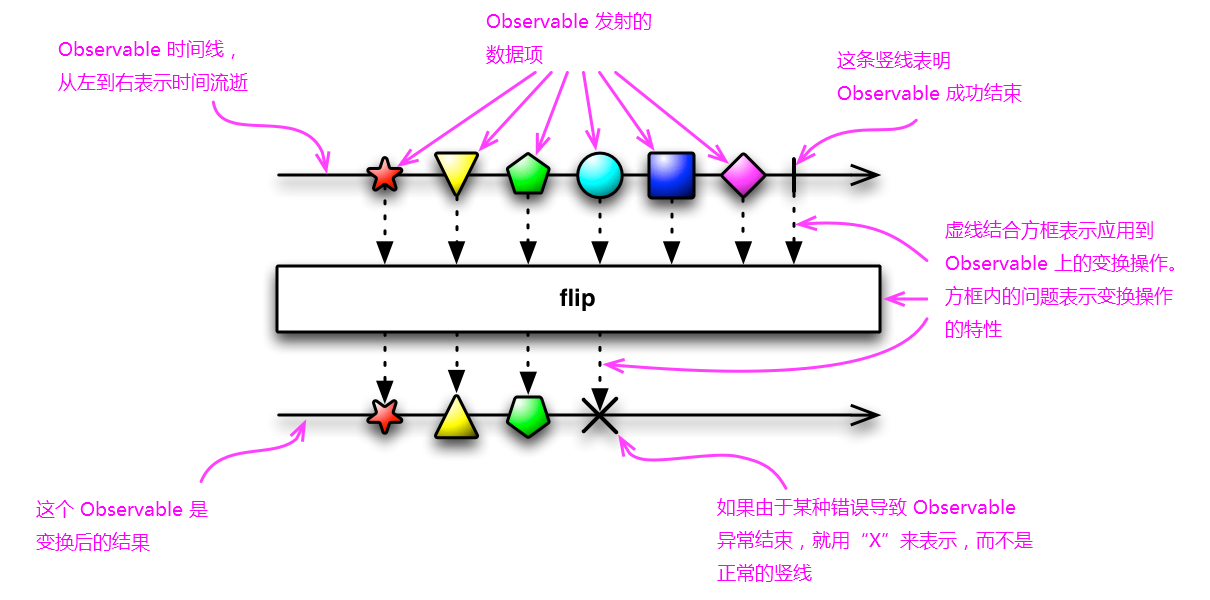 Observable 发射的
数据项
Observable 时间线，
从左到右表示时间流逝
这条竖线表明
Observable 成功结束
虚线结合方框表示应用到
Observable 上的变换操作。
方框内的问题表示变换操作
的特性
flip
这个 Observable 是
变换后的结果
如果由于某种错误导致 Observable
异常结束，就用“X”来表示，而不是
正常的竖线